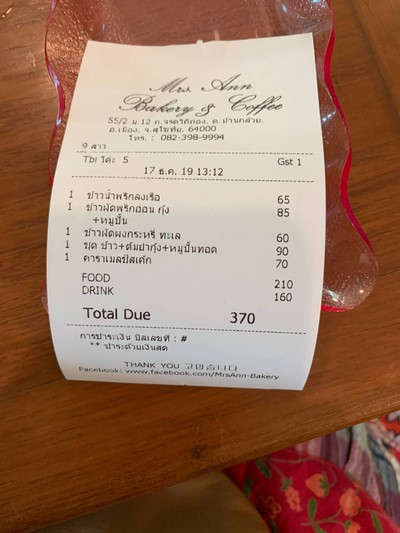 Mrs. Ann
Bakery & Coffee
55/2 ม.12 ถ.จรดวิถีถ่อง ต.บ้านกล้วย
อ.เมือง จ.สุโขทัย. 64000
โทร. : 082-398-9994
9 สาว
Tbl โต๊ะ 5 Gst 1
17 ธ.ค. 19 13:12
1 ข้าวน้ำพริกลงเรือ 65
1 ข้าวผัดพริกอ่อน กุ้ง 85
+หมูปั้น
1 ข้าวผัดผงกระหรี่ ทะเล 60
1 ชุด ข้าว+ต้มยำกุ้ง+หมูปั้นทอด 90
1 คาราเมลชีสเค้ก 70
FOOD 210
DRINK 160
Total Due 370
การชำระเงิน บิลเลขที่ : #
** ชำระด้วยเงินสด
THANK YOU
Facebook: www.facebook.com/MrsAnn-Bakery